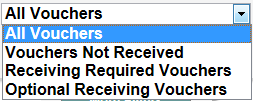 All Vouchers
All Vouchers
Vouchers Not Received
Receiving Required Vouchers
Optional Receiving Vouchers